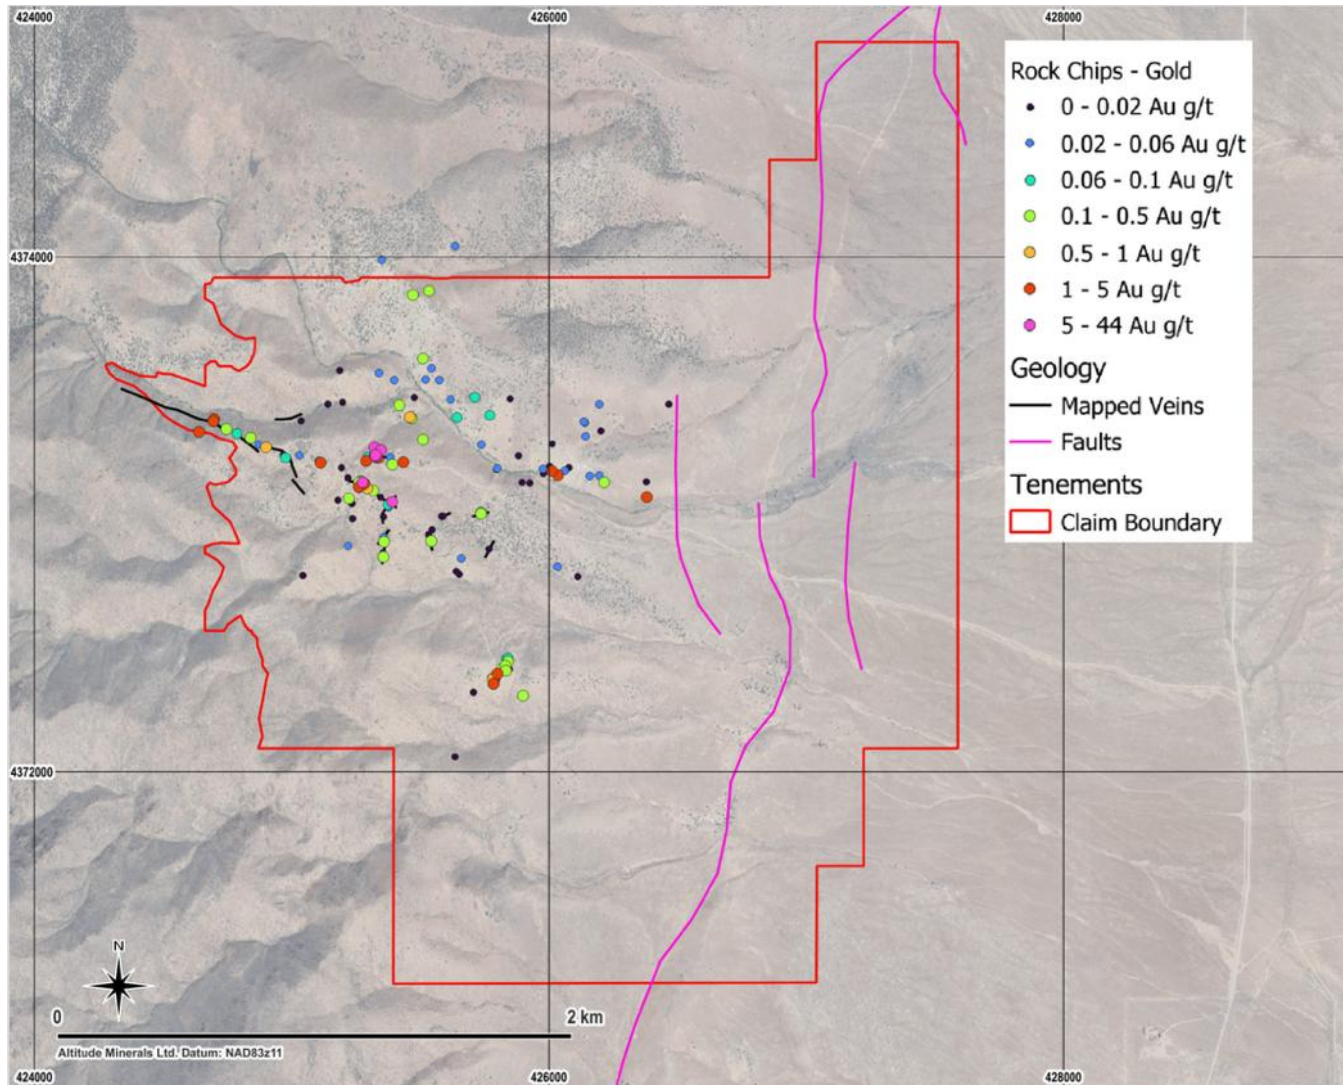 424000
426000
428000
Rock Chips - Gold
0 - 0.02 Au g/t
0.02 - 0.06 Au g/t
0.06 - 0.1 Au g/t
0.1 - 0.5 Au g/t
0.5 - 1 Au g/t
1 - 5 Au g/t
5 - 44 Au g/t
Geology
Mapped Veins
Faults
Tenements
Claim Boundary
4374000
4372000
N
0
2 km
Altitude Minerals Ltd. Datum: NAD83z11
424000
426000
428000